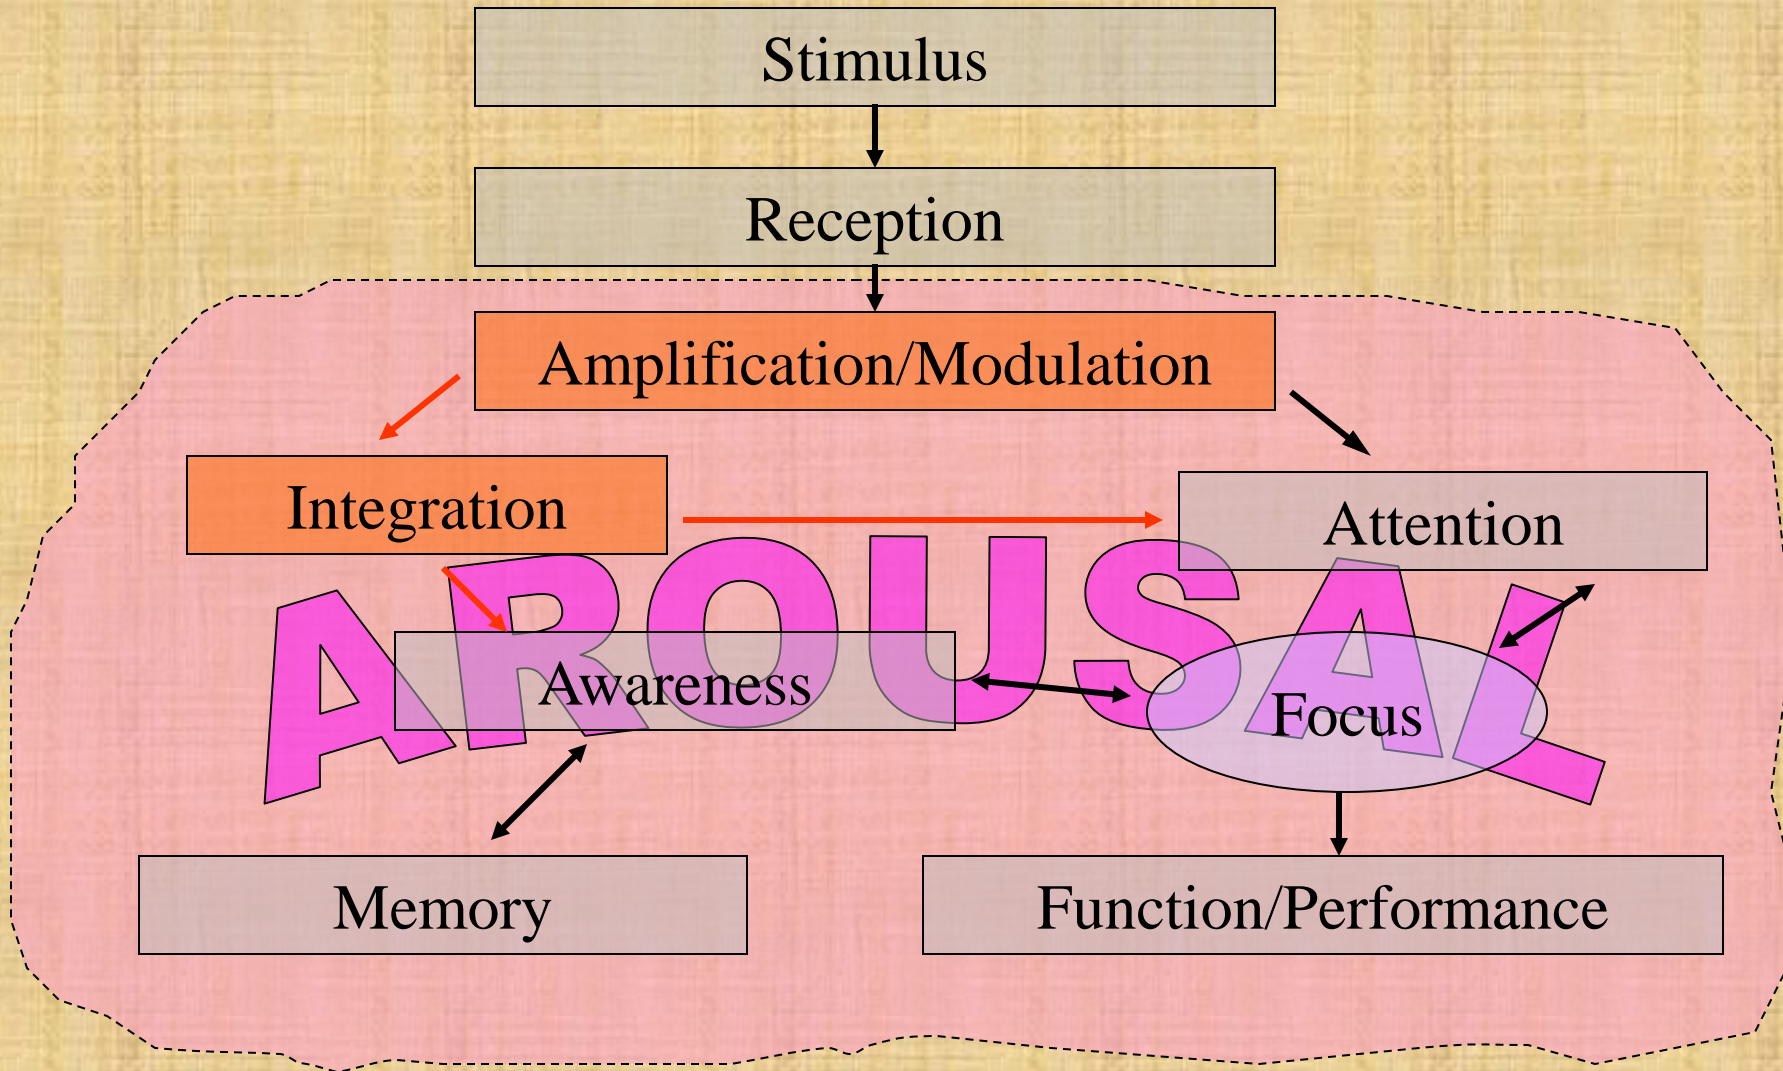 Stimulus
Reception
Amplification/Modulation
Integration
Attention
AROUSAL
Awareness
Focus
Memory
Function/Performance